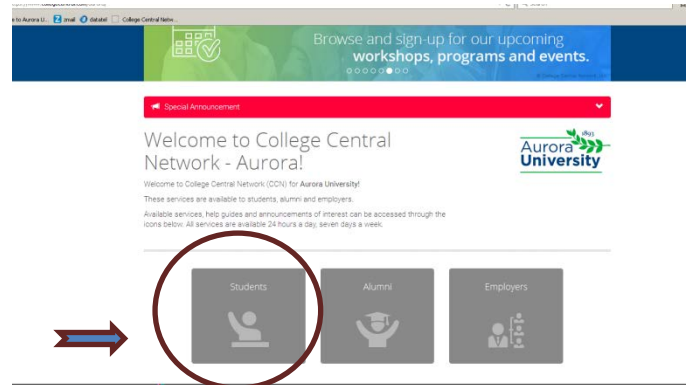 to Aurora U... Z zmail datatel College Central Netw...
Browse and sign-up for our upcoming
workshops, programs and events.
Special Announcement
Welcome to College Central
Network - Aurora!
1893
Aurora
University
Welcome to College Central Network (CCN) for Aurora University!
These services are available to students, alumni and employers.
Available services, help guides and announcements of interest can be accessed through the
icons below. All services are available 24 hours a day, seven days a week.
Students
Alumni
Employers